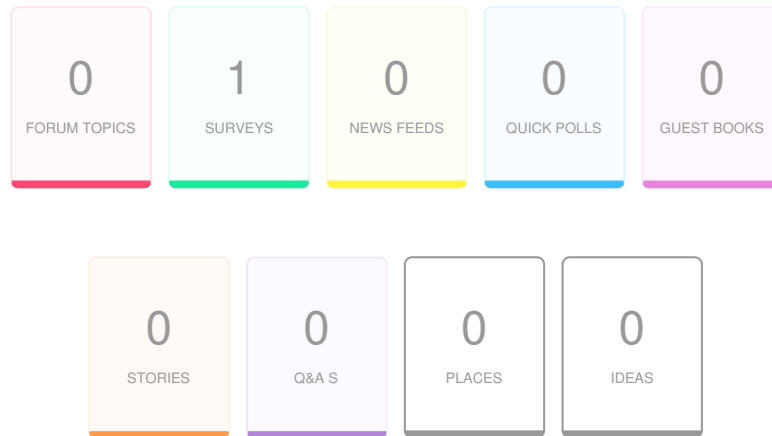 0 1 0 0 0
FORUM TOPICS SURVEYS NEWS FEEDS QUICK POLLS GUEST BOOKS
0 0 0 0
STORIES Q&A S PLACES IDEAS